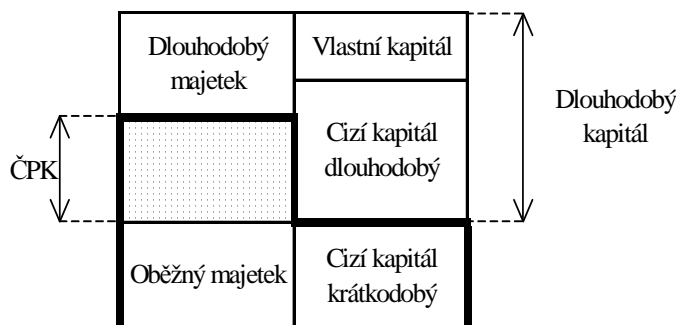 Dlouhodobý
majetek
Vlastní kapitál
Cizí kapitál
dlouhodobý
Dlouhodobý
kapitál
ČPK
Oběžný majetek
Cizí kapitál
krátkodobý